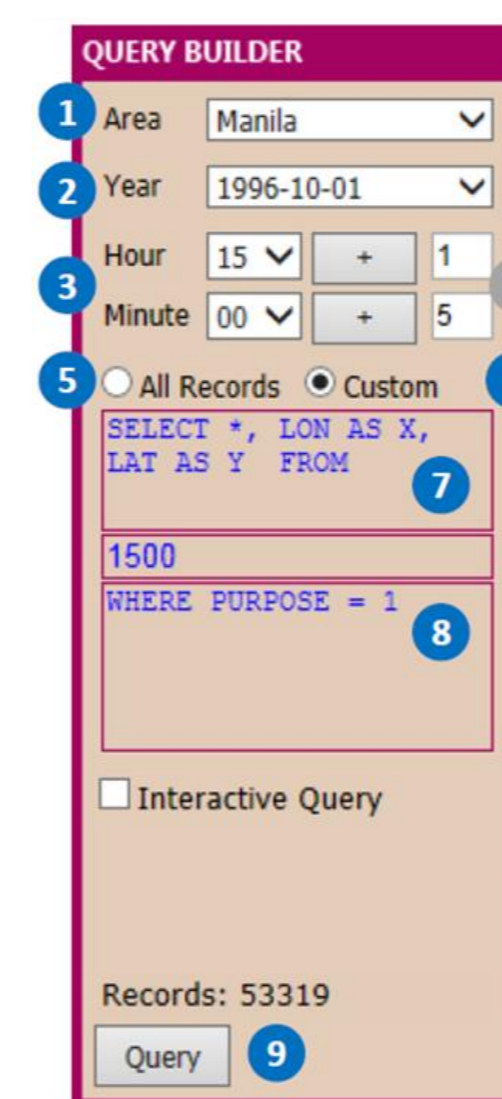 QUERY BUILDER
1 Area Manila
2 Year 1996-10-01
Hour 15 + 1
3
Minute 00 + 5
5 All Records Custom
SELECT *, LON AS X,
LAT AS Y FROM
7
1500
WHERE PURPOSE = 1
8
Interactive Query
Records: 53319
Query 9